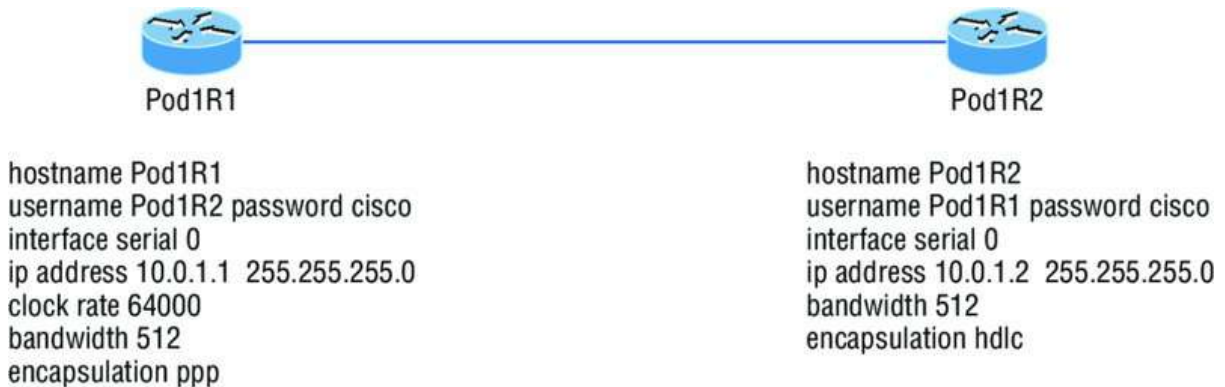 Pod1R1
Pod1R2
hostname Pod1R1
username Pod1R2 password cisco
interface serial 0
ip address 10.0.1.1 255.255.255.0
clock rate 64000
bandwidth 512
encapsulation ppp
hostname Pod1R2
username Pod1R1 password cisco
interface serial 0
ip address 10.0.1.2 255.255.255.0
bandwidth 512
encapsulation hdlc